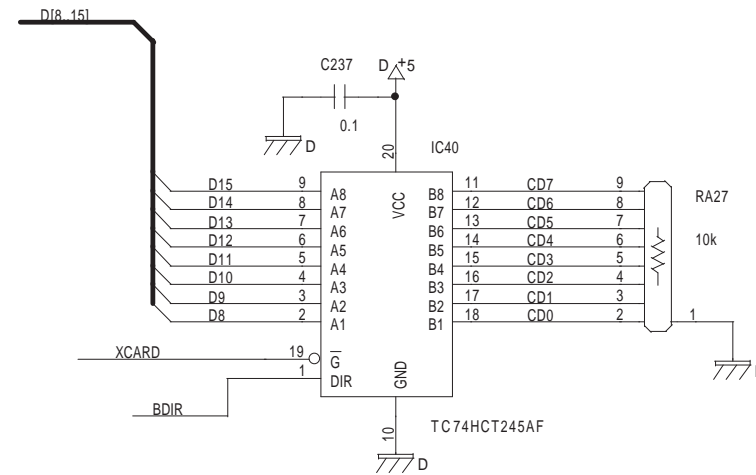 D[8..15]
C237
D +5
0.1
D
20
IC40
D15 9 A8 VCC B8 11 CD7 9
D14 8 A7 B7 12 CD6 8
D13 7 A6 B6 13 CD5 7
D12 6 A5 B5 14 CD4 6
D11 5 A4 B4 15 CD3 5
D10 4 A3 B3 16 CD2 4
D9 3 A2 B2 17 CD1 3
D8 2 A1 B1 18 CD0 2
RA27
10k
1
XCARD 19 G
1 DIR GND
BDIR
10
TC74HCT245AF
D